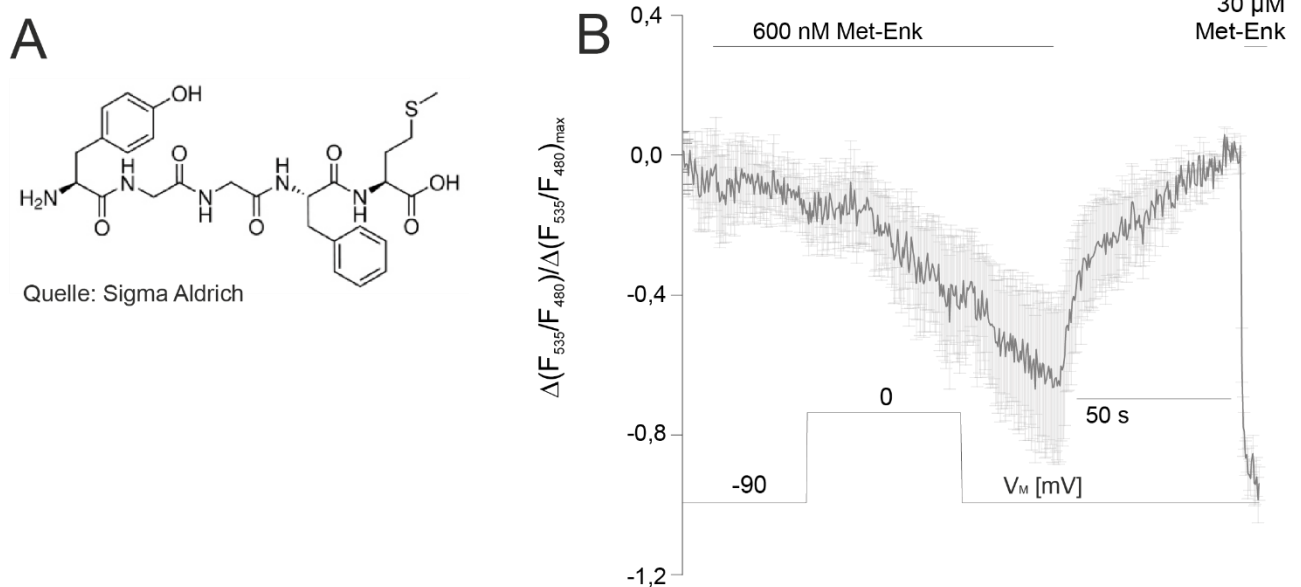 A
OH
S
H
N
O
H
N
O
H₂N
O
N
H
O
N
H
OH
O
Quelle: Sigma Aldrich
B
0,4
0,0
-0,4
-0,8
-1,2
Δ(F₅₃₅/F₄₈₀)/Δ(F₅₃₅/F₄₈₀)max
600 nM Met-Enk
30 µM
Met-Enk
0
50 s
-90
VM [mV]